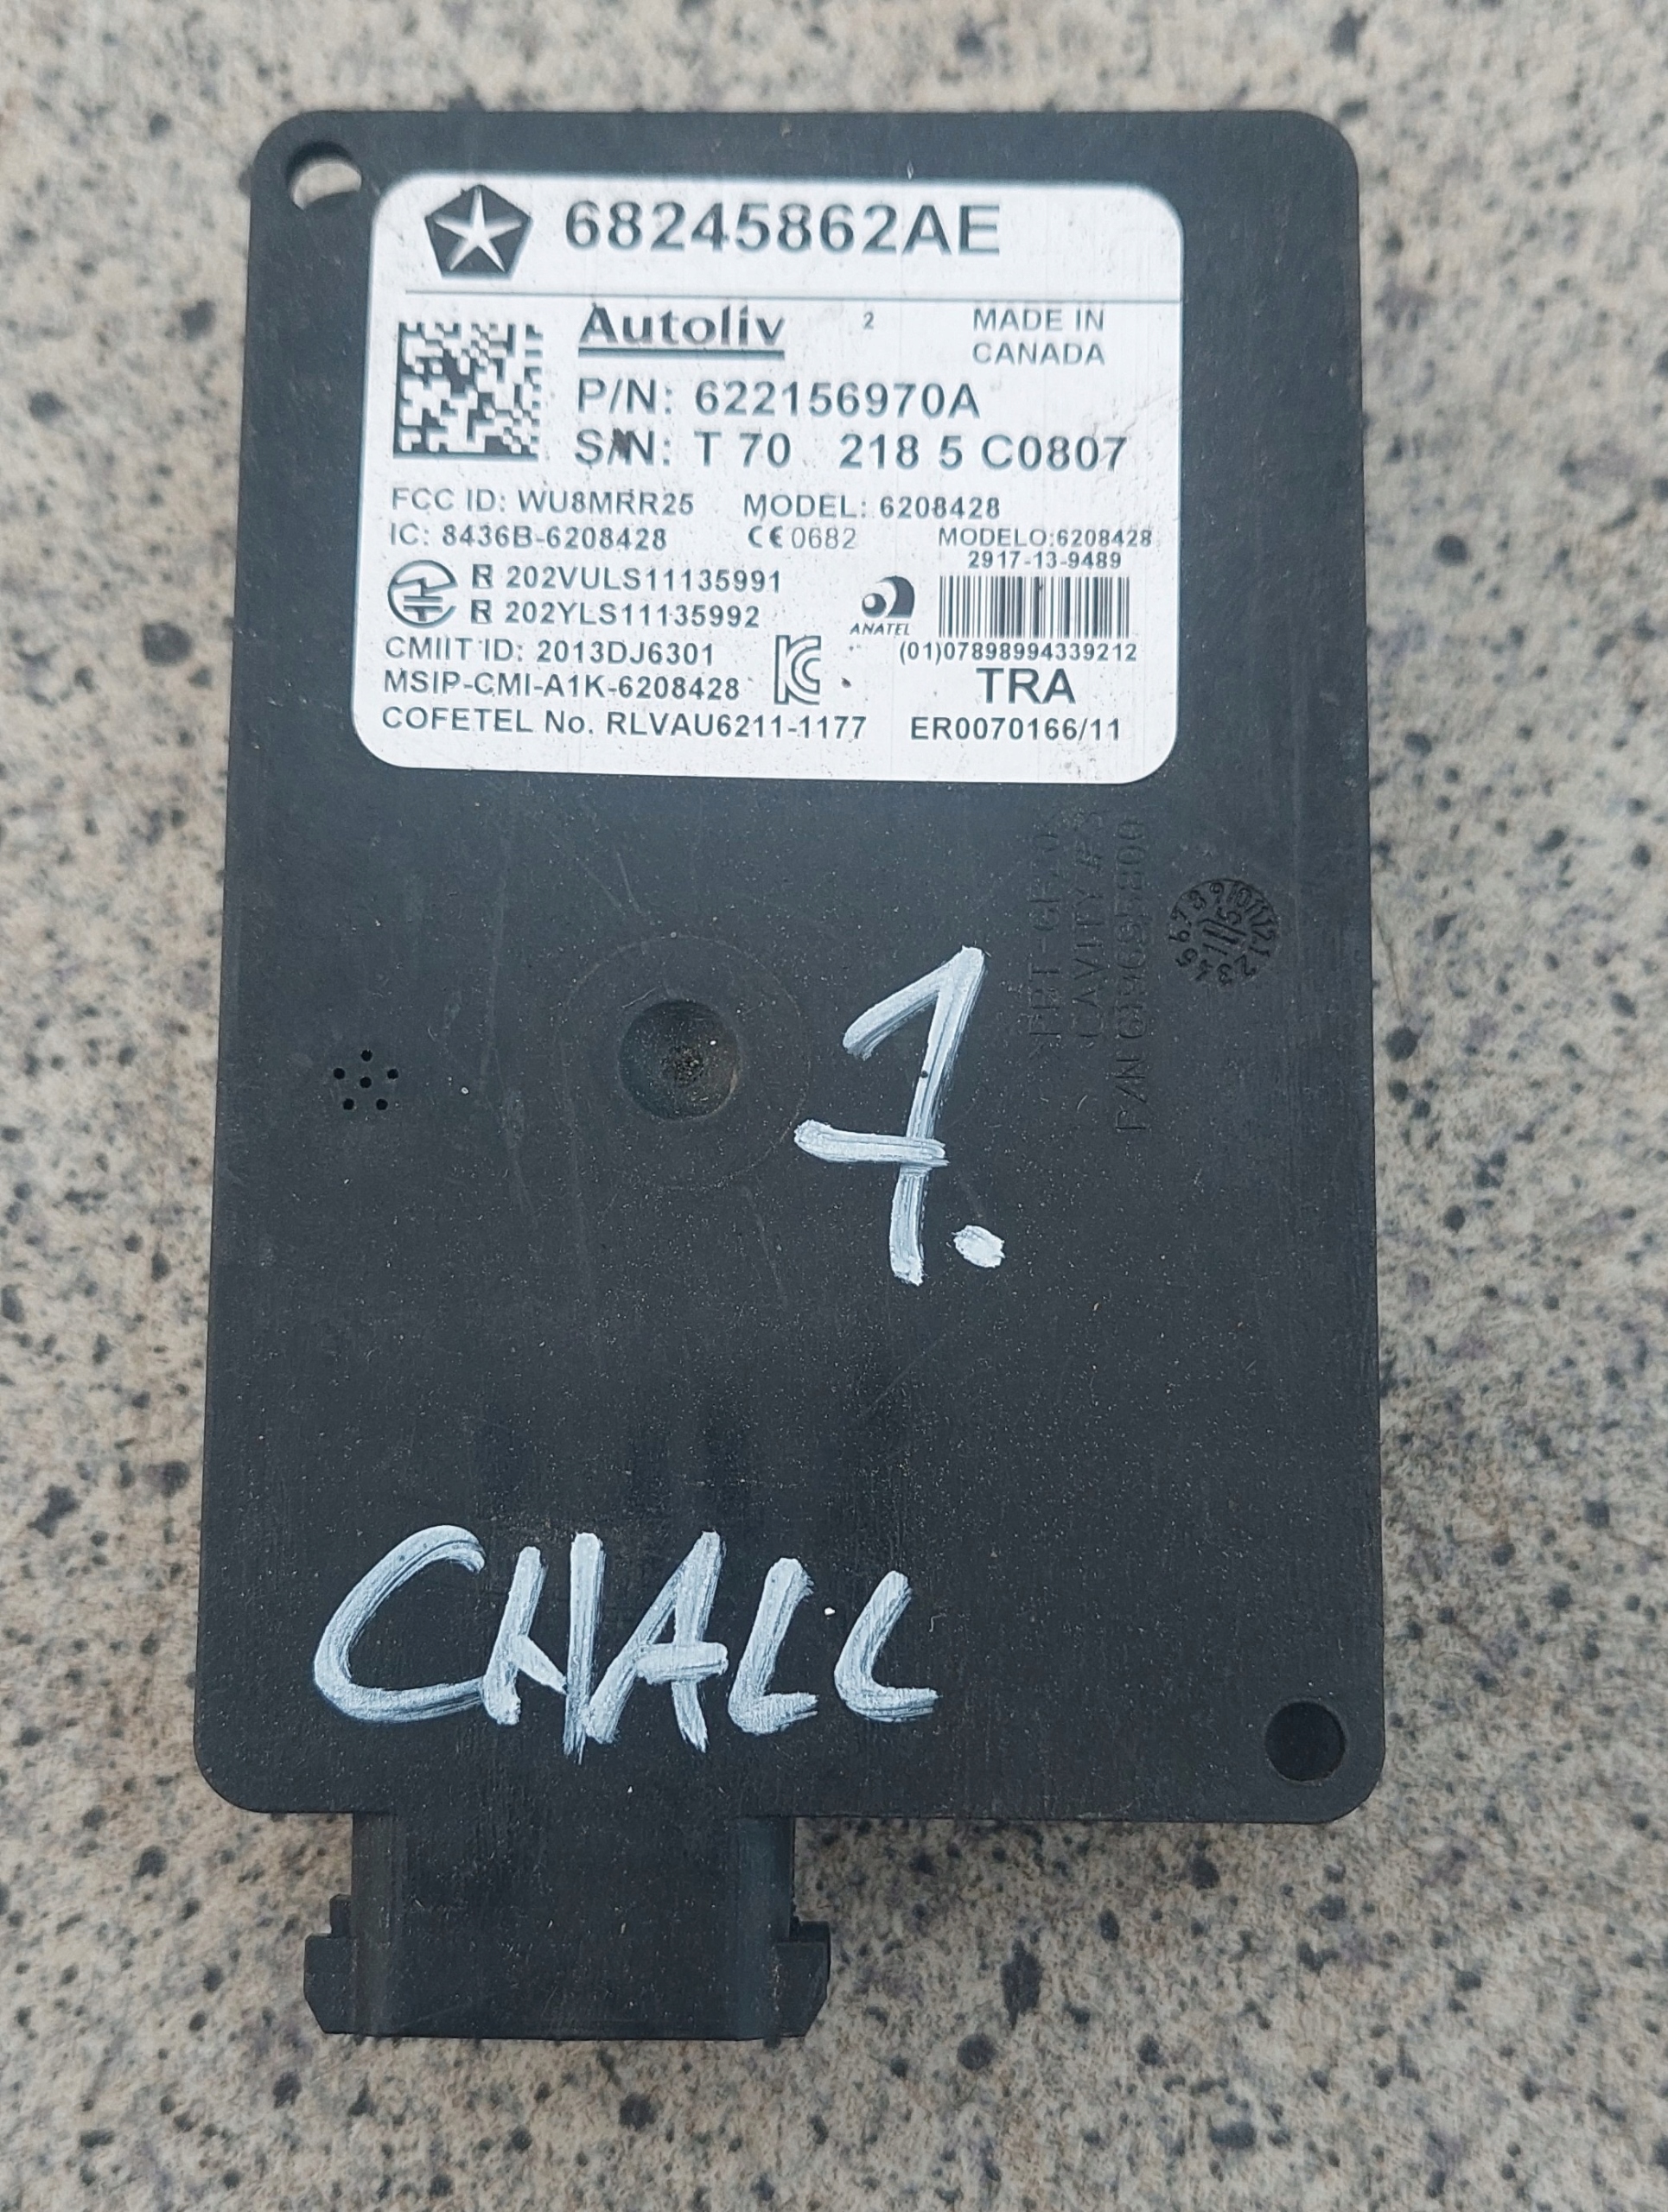 68245862AE
Autoliv 2 MADE IN
CANADA
P/N: 622156970A
S/N: T 70 218 5 C0807
FCC ID: WU8MRR25 MODEL: 6208428
IC: 8436B-6208428 CE 0682 MODELO:6208428
2917-13-9489
R 202VULS11135991
R 202YLS11135992
ANATEL
CMIIT ID: 2013DJ6301 (01)07898994339212
MSIP-CMI-A1K-6208428 TRA
COFETEL No. RLVAU6211-1177 ER0070166/11
CAVITY # 3
7.
CHALL